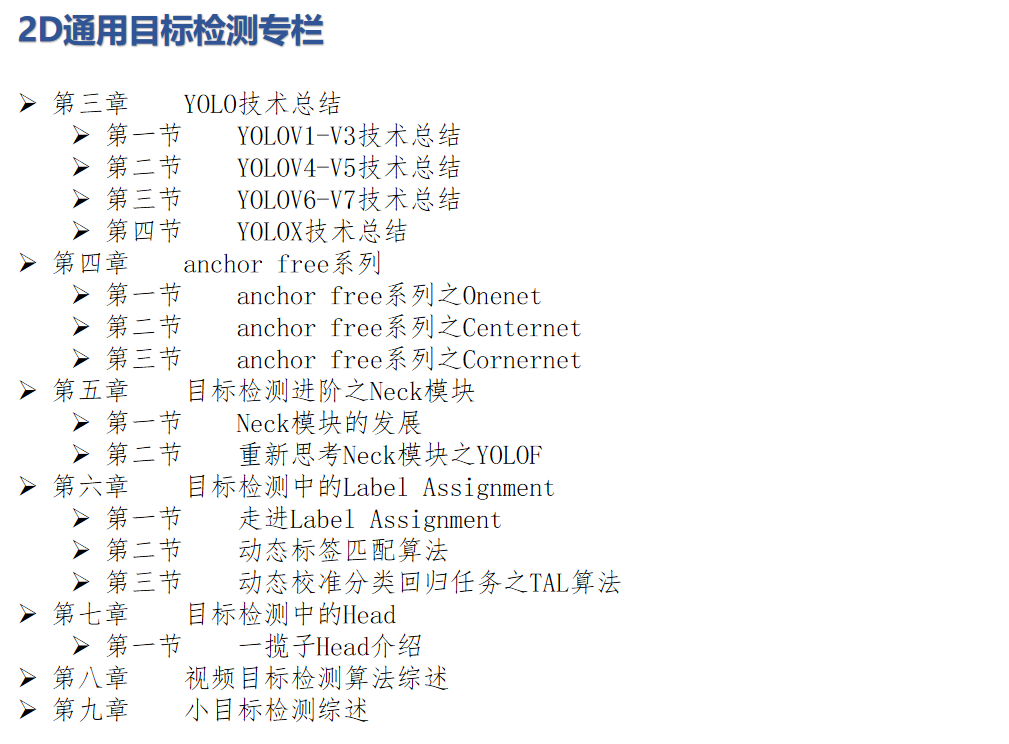 2D通用目标检测专栏
➢ 第三章 YOLO技术总结
➢ 第一节 YOLOV1-V3技术总结
➢ 第二节 YOLOV4-V5技术总结
➢ 第三节 YOLOV6-V7技术总结
➢ 第四节 YOLOX技术总结
➢ 第四章 anchor free系列
➢ 第一节 anchor free系列之Onenet
➢ 第二节 anchor free系列之Centernet
➢ 第三节 anchor free系列之Cornernet
➢ 第五章 目标检测进阶之Neck模块
➢ 第一节 Neck模块的发展
➢ 第二节 重新思考Neck模块之YOLOF
➢ 第六章 目标检测中的Label Assignment
➢ 第一节 走进Label Assignment
➢ 第二节 动态标签匹配算法
➢ 第三节 动态校准分类回归任务之TAL算法
➢ 第七章 目标检测中的Head
➢ 第一节 一揽子Head介绍
➢ 第八章 视频目标检测算法综述
➢ 第九章 小目标检测综述